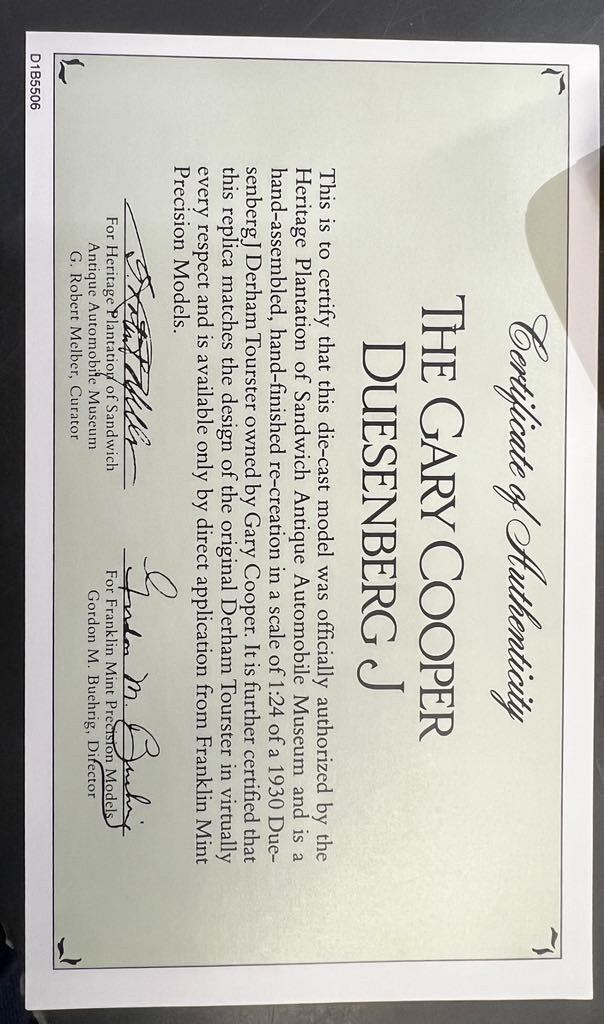 Certificate of Authenticity
THE GARY COOPER
DUESENBERG J
This is to certify that this die-cast model was officially authorized by the
Heritage Plantation of Sandwich Antique Automobile Museum and is a
hand-assembled, hand-finished re-creation in a scale of 1:24 of a 1930 Due-
senberg J Derham Tourster owned by Gary Cooper. It is further certified that
this replica matches the design of the original Derham Tourster in virtually
every respect and is available only by direct application from Franklin Mint
Precision Models.
G. Robert Melber
For Heritage Plantation of Sandwich
Antique Automobile Museum
G. Robert Melber, Curator
Gordon M. Buehrig
For Franklin Mint Precision Models
Gordon M. Buehrig, Director
D1B5506